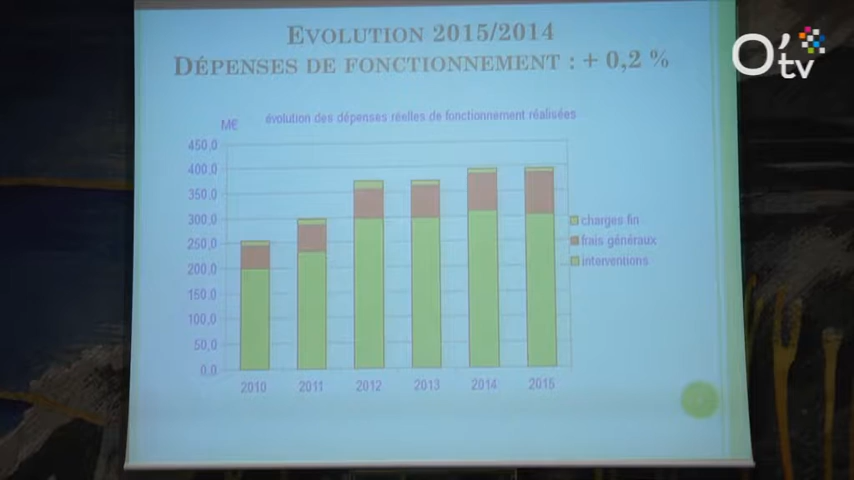 EVOLUTION 2015/2014
DÉPENSES DE FONCTIONNEMENT : + 0,2 %
O'tv
M€
évolution des dépenses réelles de fonctionnement réalisées
450,0
400,0
350,0
300,0
250,0
200,0
150,0
100,0
50,0
0,0
charges fin
frais généraux
interventions
2010 2011 2012 2013 2014 2015